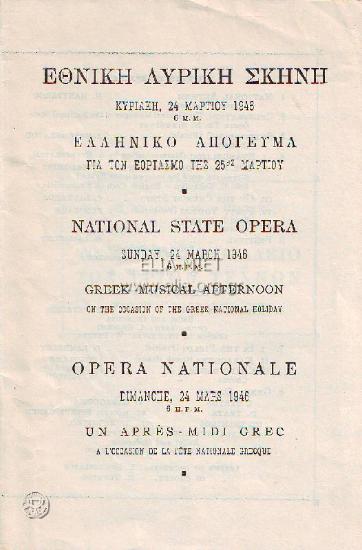 ΕΘΝΙΚΗ ΛΥΡΙΚΗ ΣΚΗΝΗ
ΚΥΡΙΑΚΗ, 24 ΜΑΡΤΙΟΥ 1946
6 Μ.Μ.
ΕΛΛΗΝΙΚΟ ΑΠΟΓΕΥΜΑ
ΓΙΑ ΤΟΝ ΕΟΡΤΑΣΜΟ ΤΗΣ 25ΗΣ ΜΑΡΤΙΟΥ
NATIONAL STATE OPERA
SUNDAY, 24 MARCH 1946
GREEK MUSICAL AFTERNOON
ON THE OCCASION OF THE GREEK NATIONAL HOLIDAY
OPERA NATIONALE
DIMANCHE, 24 MARS 1946
6 H.P.M.
UN APRÈS-MIDI GREC
A L'OCCASION DE LA FÊTE NATIONALE GRECQUE